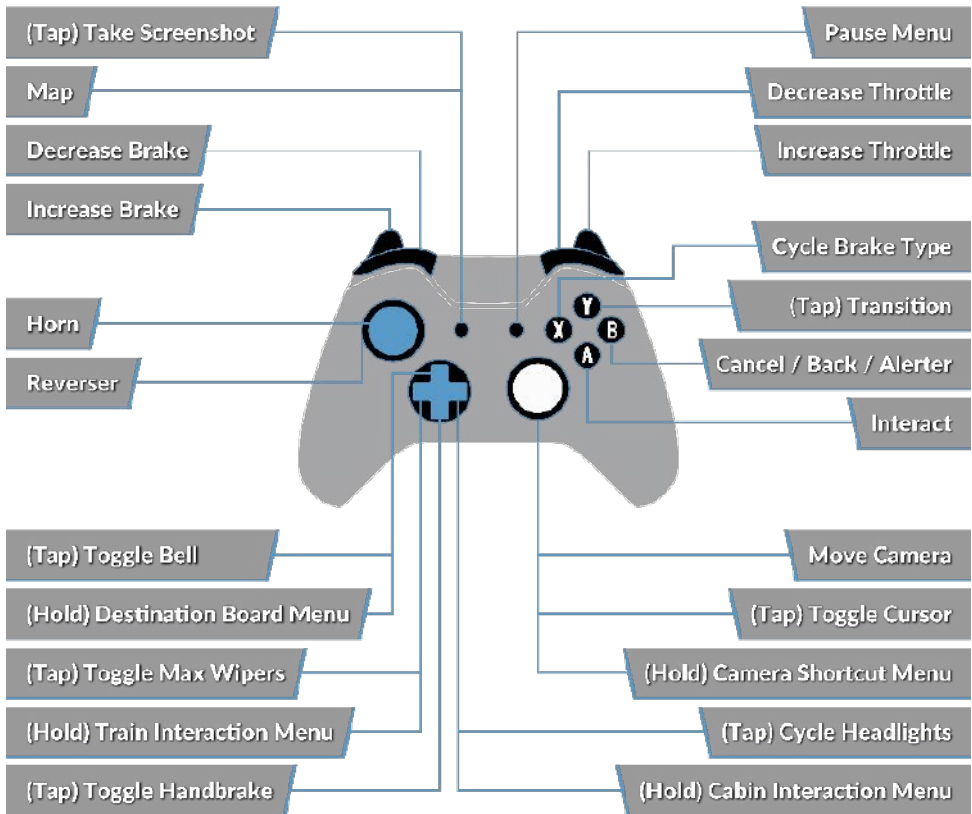 (Tap) Take Screenshot
Pause Menu
Map
Decrease Throttle
Decrease Brake
Increase Throttle
Increase Brake
Cycle Brake Type
(Tap) Transition
Horn
Y
X
B
A
Cancel / Back / Alerter
Reverser
Interact
(Tap) Toggle Bell
Move Camera
(Hold) Destination Board Menu
(Tap) Toggle Cursor
(Tap) Toggle Max Wipers
(Hold) Camera Shortcut Menu
(Hold) Train Interaction Menu
(Tap) Cycle Headlights
(Tap) Toggle Handbrake
(Hold) Cabin Interaction Menu